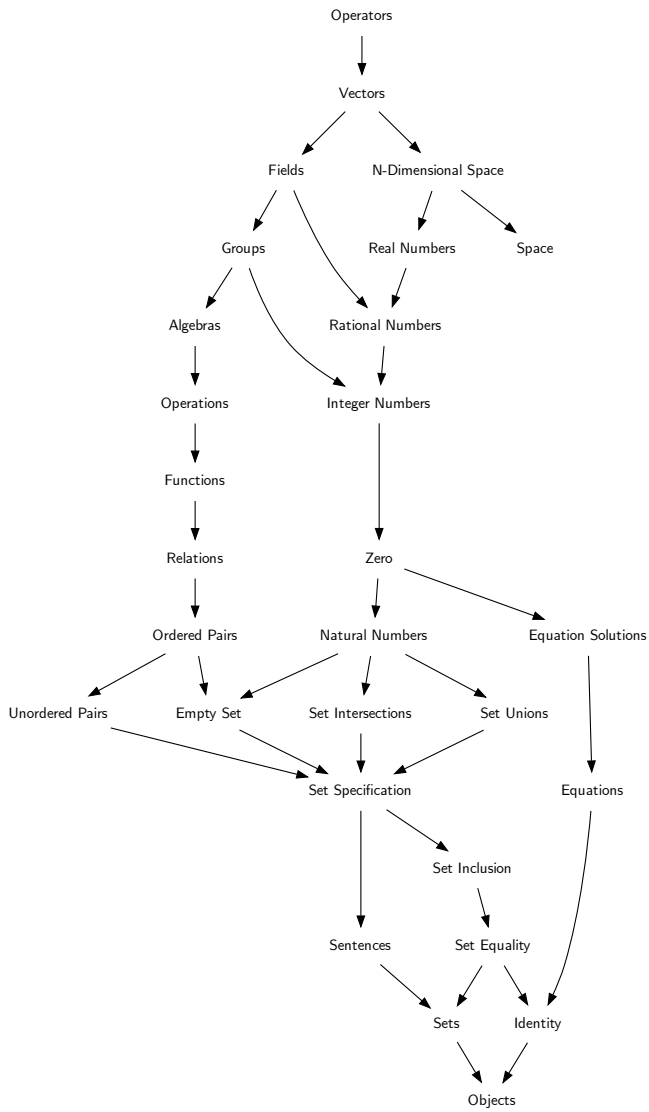 Operators
Vectors
Fields
N-Dimensional Space
Groups
Real Numbers
Space
Algebras
Rational Numbers
Operations
Integer Numbers
Functions
Relations
Zero
Ordered Pairs
Natural Numbers
Equation Solutions
Unordered Pairs
Empty Set
Set Intersections
Set Unions
Set Specification
Equations
Set Inclusion
Sentences
Set Equality
Sets
Identity
Objects